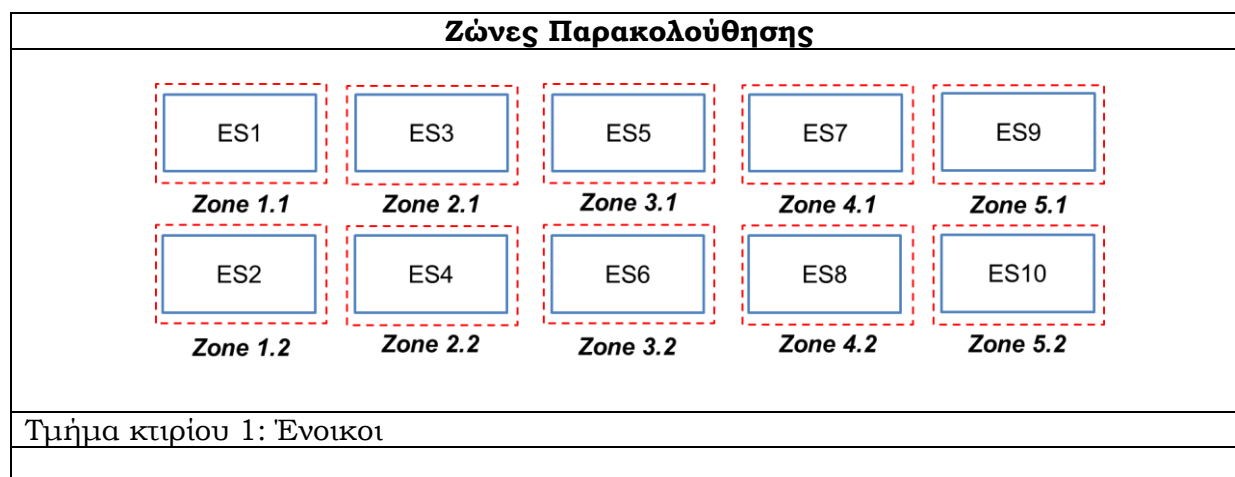 Ζώνες Παρακολούθησης
ES1 ES3 ES5 ES7 ES9
Zone 1.1 Zone 2.1 Zone 3.1 Zone 4.1 Zone 5.1
ES2 ES4 ES6 ES8 ES10
Zone 1.2 Zone 2.2 Zone 3.2 Zone 4.2 Zone 5.2
Τμήμα κτιρίου 1: Ένοικοι